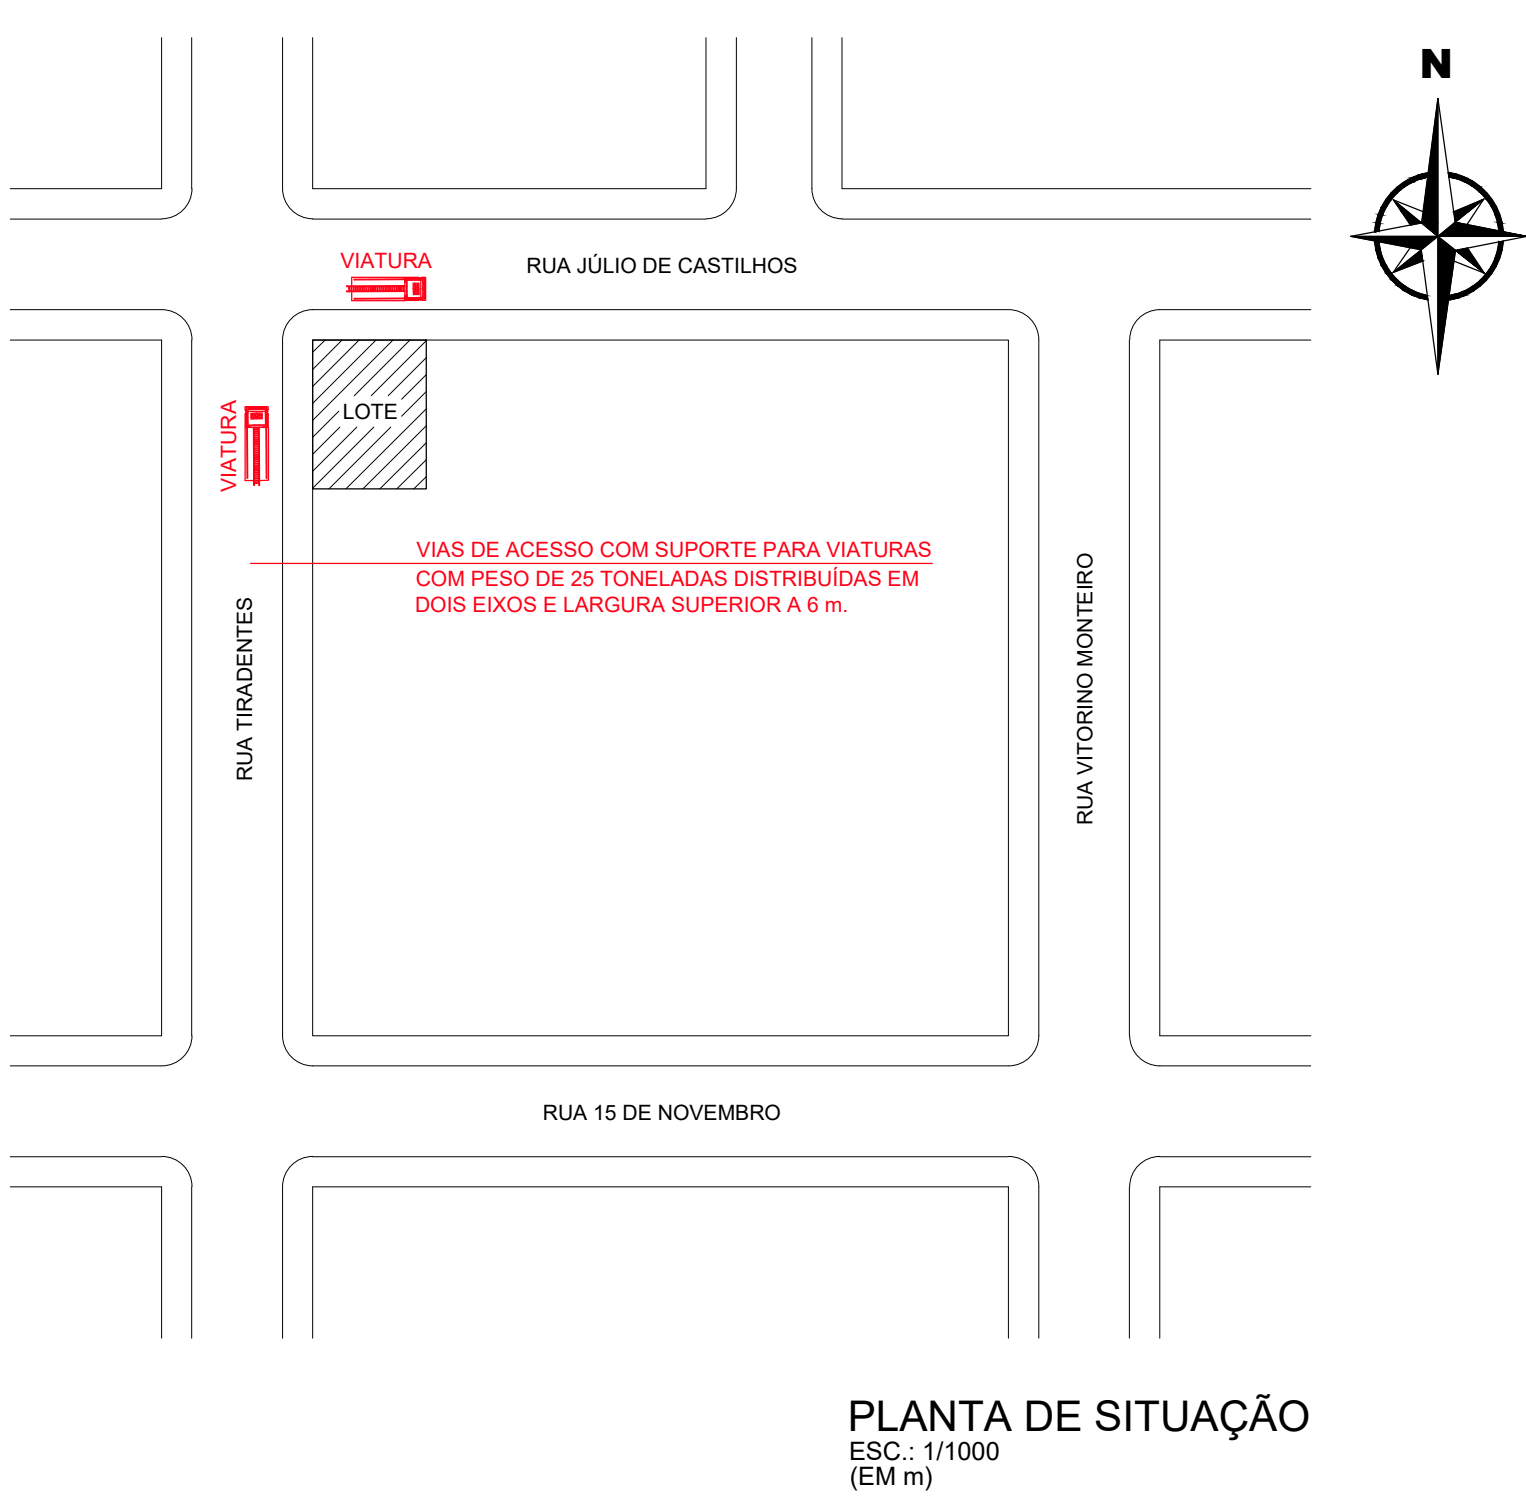 N
VIATURA
RUA JÚLIO DE CASTILHOS
VIATURA
LOTE
VIAS DE ACESSO COM SUPORTE PARA VIATURAS
COM PESO DE 25 TONELADAS DISTRIBUÍDAS EM
DOIS EIXOS E LARGURA SUPERIOR A 6 m.
RUA TIRADENTES
RUA VITORINO MONTEIRO
RUA 15 DE NOVEMBRO
PLANTA DE SITUAÇÃO
ESC.: 1/1000
(EM m)